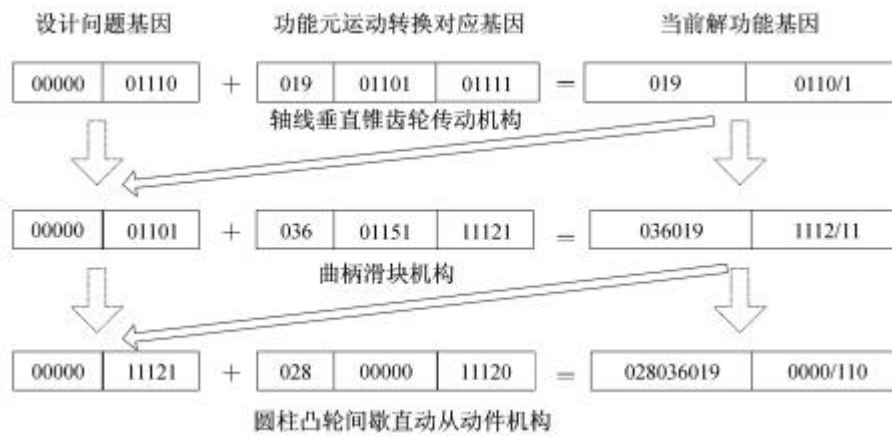 设计问题基因 功能元运动转换对应基因 当前解功能基因
00000 01110 + 019 01101 01111 = 019 0110/1
轴线垂直锥齿轮传动机构
00000 01101 + 036 01151 11121 = 036019 1112/11
曲柄滑块机构
00000 11121 + 028 00000 11120 = 028036019 0000/110
圆柱凸轮间歇直动从动件机构